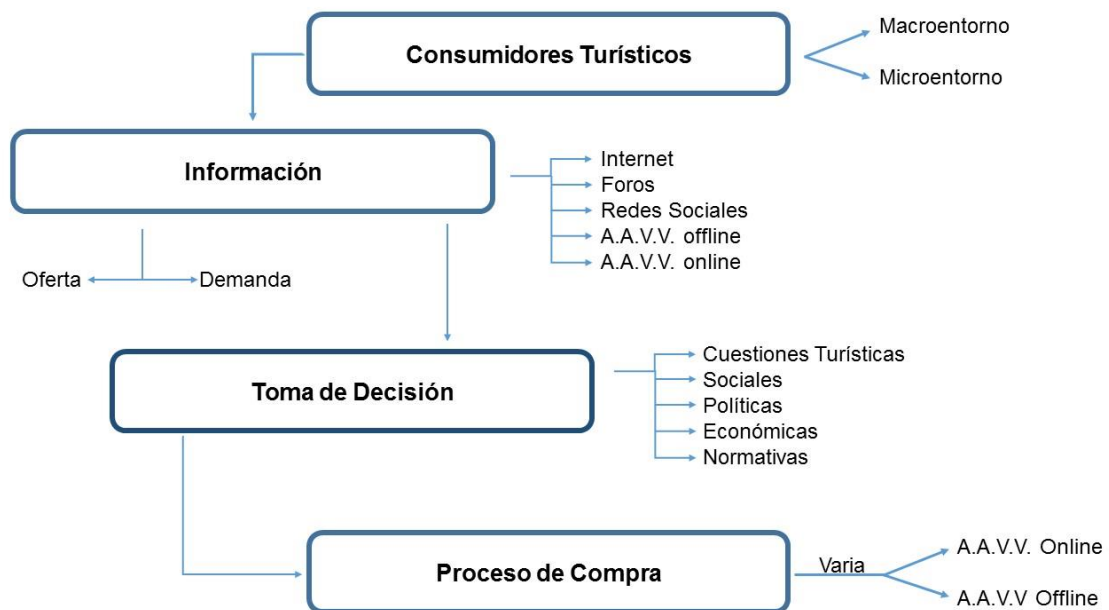 Consumidores Turísticos
Macroentorno
Microentorno
Información
Internet
Foros
Redes Sociales
A.A.V.V. offline
A.A.V.V. online
Oferta
Demanda
Toma de Decisión
Cuestiones Turísticas
Sociales
Políticas
Económicas
Normativas
Proceso de Compra
Varia
A.A.V.V. Online
A.A.V.V Offline